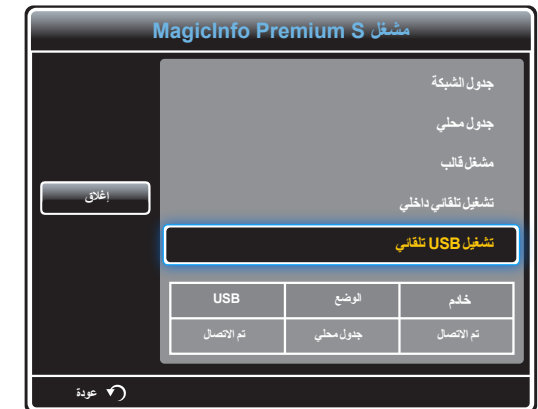 مشغل MagicInfo Premium S
جدول الشبكة
جدول محلي
مشغل قالب
تشغيل تلقائي داخلي
تشغيل USB تلقائي
إغلاق
خادم الوضع USB
تم الاتصال جدول محلي تم الاتصال
عودة